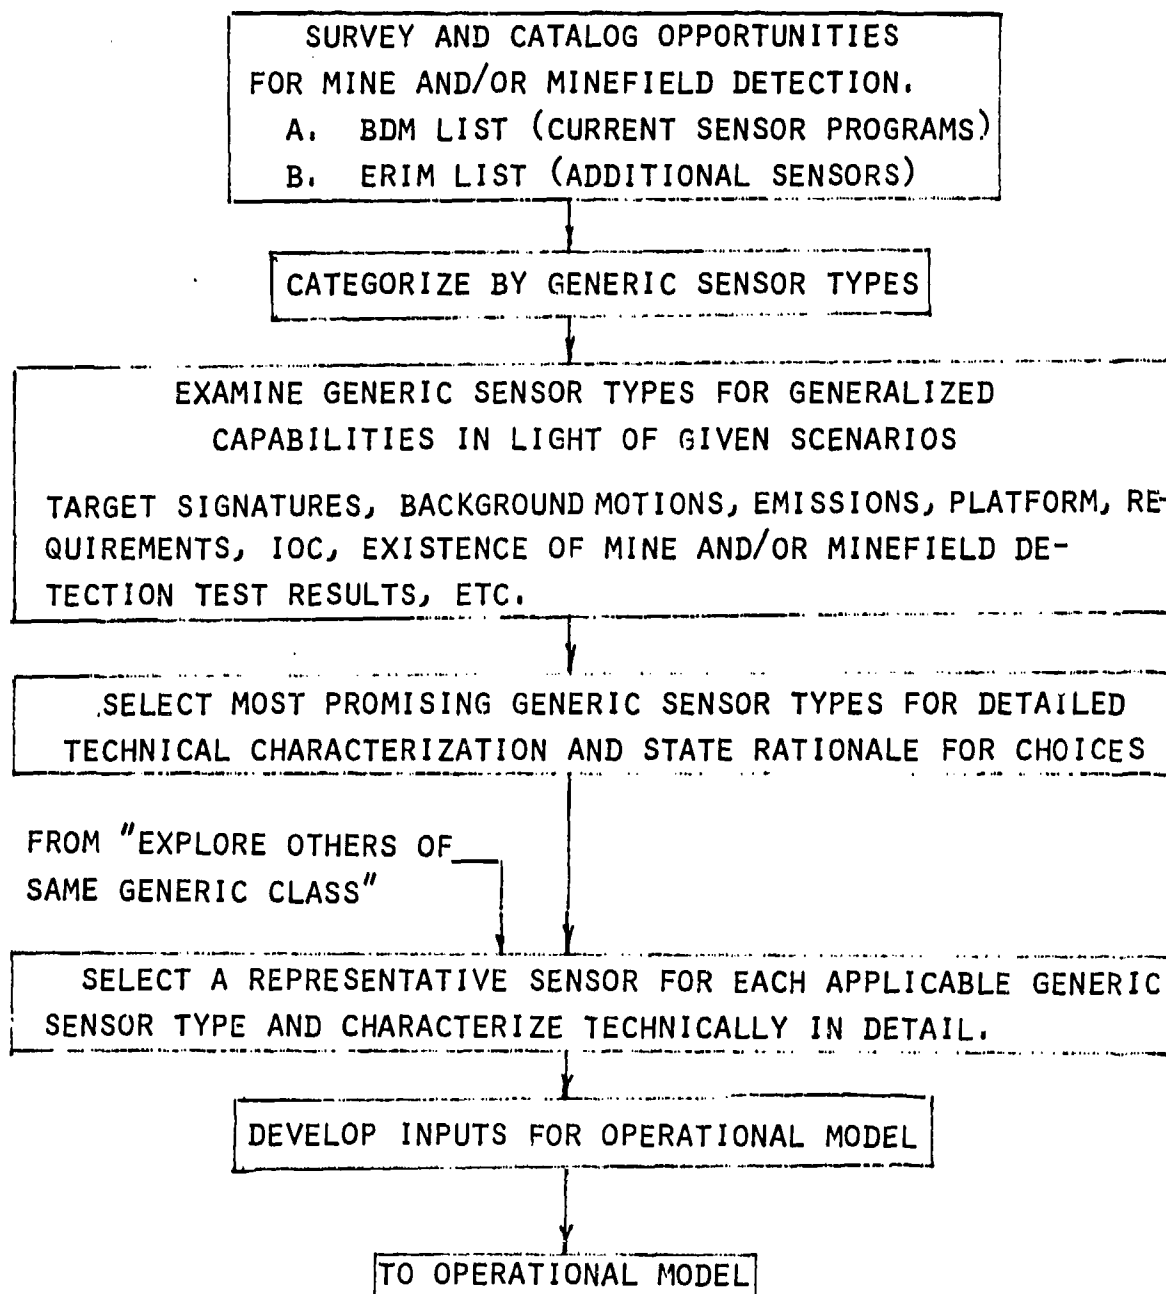 SURVEY AND CATALOG OPPORTUNITIES
FOR MINE AND/OR MINEFIELD DETECTION.
A. BDM LIST (CURRENT SENSOR PROGRAMS)
B. ERIM LIST (ADDITIONAL SENSORS)
CATEGORIZE BY GENERIC SENSOR TYPES
EXAMINE GENERIC SENSOR TYPES FOR GENERALIZED
CAPABILITIES IN LIGHT OF GIVEN SCENARIOS
TARGET SIGNATURES, BACKGROUND MOTIONS, EMISSIONS, PLATFORM, RE-
QUIREMENTS, IOC, EXISTENCE OF MINE AND/OR MINEFIELD DE-
TECTION TEST RESULTS, ETC.
SELECT MOST PROMISING GENERIC SENSOR TYPES FOR DETAILED
TECHNICAL CHARACTERIZATION AND STATE RATIONALE FOR CHOICES
FROM "EXPLORE OTHERS OF
SAME GENERIC CLASS"
SELECT A REPRESENTATIVE SENSOR FOR EACH APPLICABLE GENERIC
SENSOR TYPE AND CHARACTERIZE TECHNICALLY IN DETAIL.
DEVELOP INPUTS FOR OPERATIONAL MODEL
TO OPERATIONAL MODEL